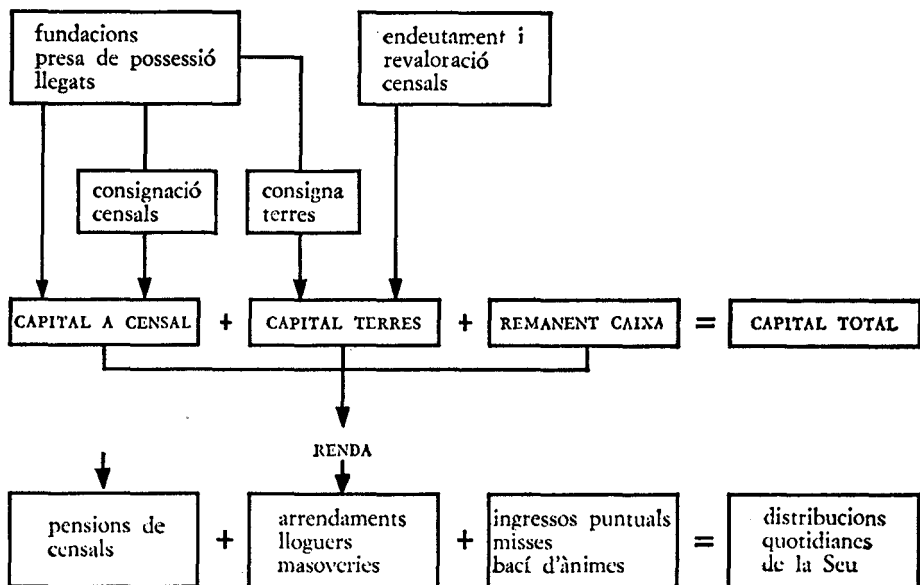 fundacions
presa de possessió
llegats
endeutament i
revaloració
censals
consignació
censals
consigna
terres
CAPITAL A CENSAL + CAPITAL TERRES + REMANENT CAIXA = CAPITAL TOTAL
RENDA
pensions de
censals
+
arrendaments
lloguers
masoveries
+
ingressos puntuals
misses
bací d'ànimes
=
distribucions
quotidianes
de la Seu